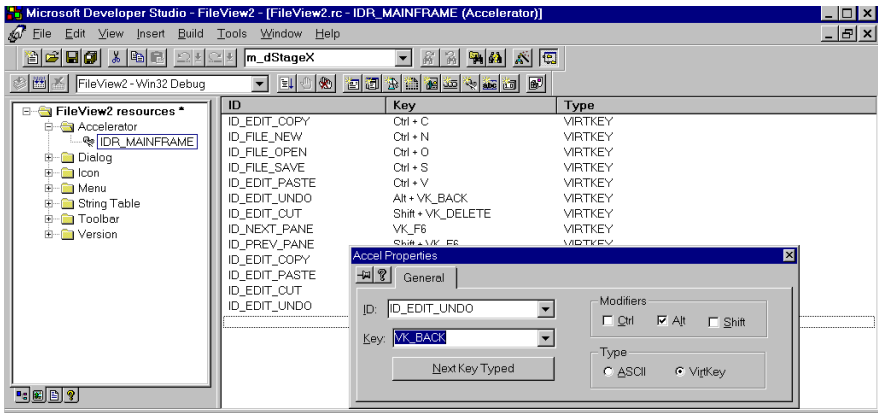 Microsoft Developer Studio - FileView2 - [FileView2.rc - IDR_MAINFRAME (Accelerator)]
File Edit View Insert Build Tools Window Help
m_dStageX
FileView2 - Win32 Debug
FileView2 resources *
Accelerator
IDR_MAINFRAME
Dialog
Icon
Menu
String Table
Toolbar
Version
ID Key Type
ID_EDIT_COPY Ctrl + C VIRTKEY
ID_FILE_NEW Ctrl + N VIRTKEY
ID_FILE_OPEN Ctrl + O VIRTKEY
ID_FILE_SAVE Ctrl + S VIRTKEY
ID_EDIT_PASTE Ctrl + V VIRTKEY
ID_EDIT_UNDO Alt + VK_BACK VIRTKEY
ID_EDIT_CUT Shift + VK_DELETE VIRTKEY
ID_NEXT_PANE VK_F6 VIRTKEY
ID_PREV_PANE Shift + VK_F6 VIRTKEY
ID_EDIT_COPY
ID_EDIT_PASTE
ID_EDIT_CUT
ID_EDIT_UNDO
Accel Properties
General
ID: ID_EDIT_UNDO
Key: VK_BACK
Next Key Typed
Modifiers
Ctrl Alt Shift
Type
ASCII VirtKey